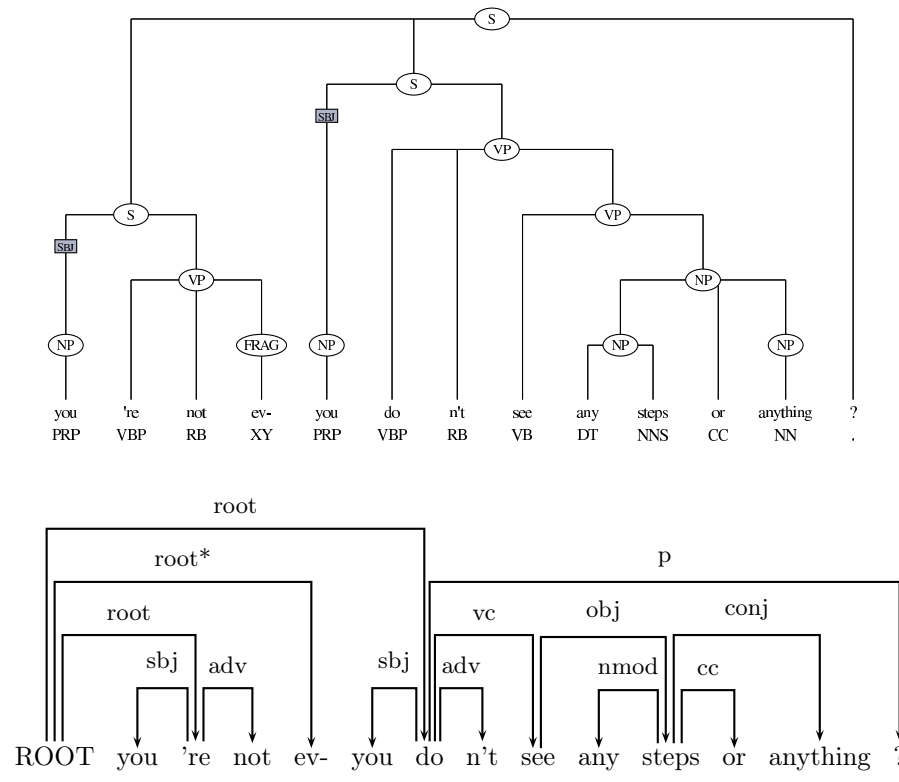 S
S
SBJ
VP
S
VP
SBJ
VP
NP
NP
FRAG
NP
NP
NP
you 're not ev- you do n't see any steps or anything ?
PRP VBP RB XY PRP VBP RB VB DT NNS CC NN .
root
root*
p
root
vc
obj
conj
sbj
adv
sbj
adv
nmod
cc
ROOT you 're not ev- you do n't see any steps or anything ?